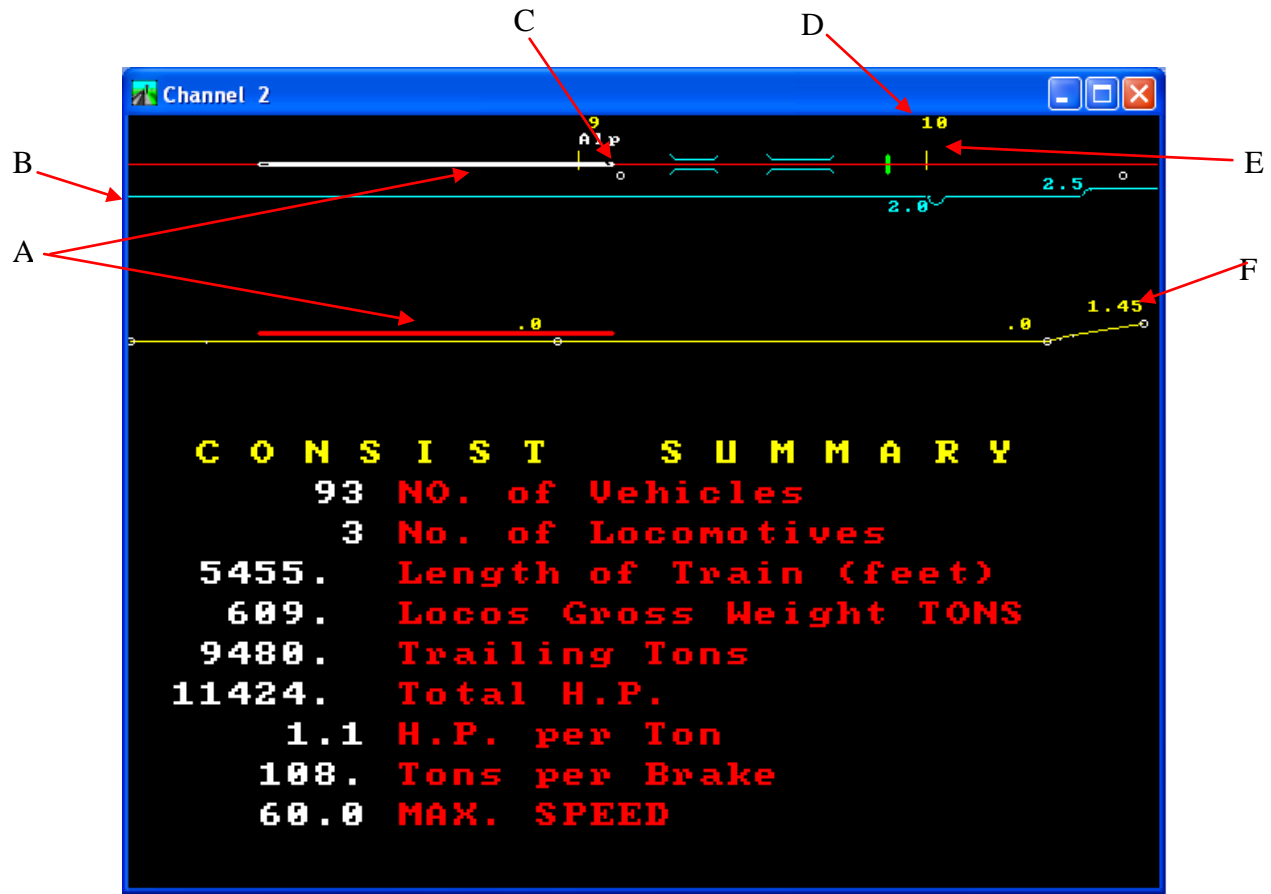 C D
Channel 2
9 10
Alp
B E
2.5
2.0
A F
1.45
.0 .0
CONSIST SUMMARY
93 NO. of Vehicles
3 No. of Locomotives
5455. Length of Train (feet)
609. Locos Gross Weight TONS
9480. Trailing Tons
11424. Total H.P.
1.1 H.P. per Ton
108. Tons per Brake
60.0 MAX. SPEED